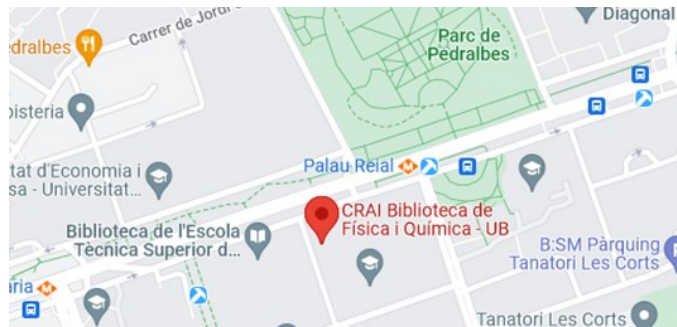 Diagonal
Carrer de Jordi G
Parc de
Pedralbes
edralbes
pisteria
Palau Reial
tat d'Economia i
sa - Universitat...
CRAI Biblioteca de
Física i Química - UB
Biblioteca de l'Escola
Tècnica Superior d...
B:SM Pàrquing
Tanatori Les Corts
aria
Tanatori Les Corts